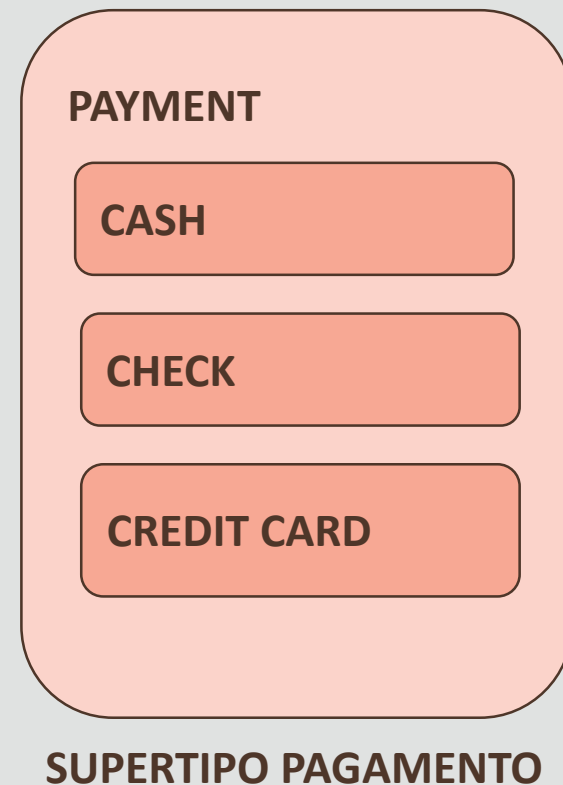 PAYMENT
CASH
CHECK
CREDIT CARD
SUPERTIPO PAGAMENTO